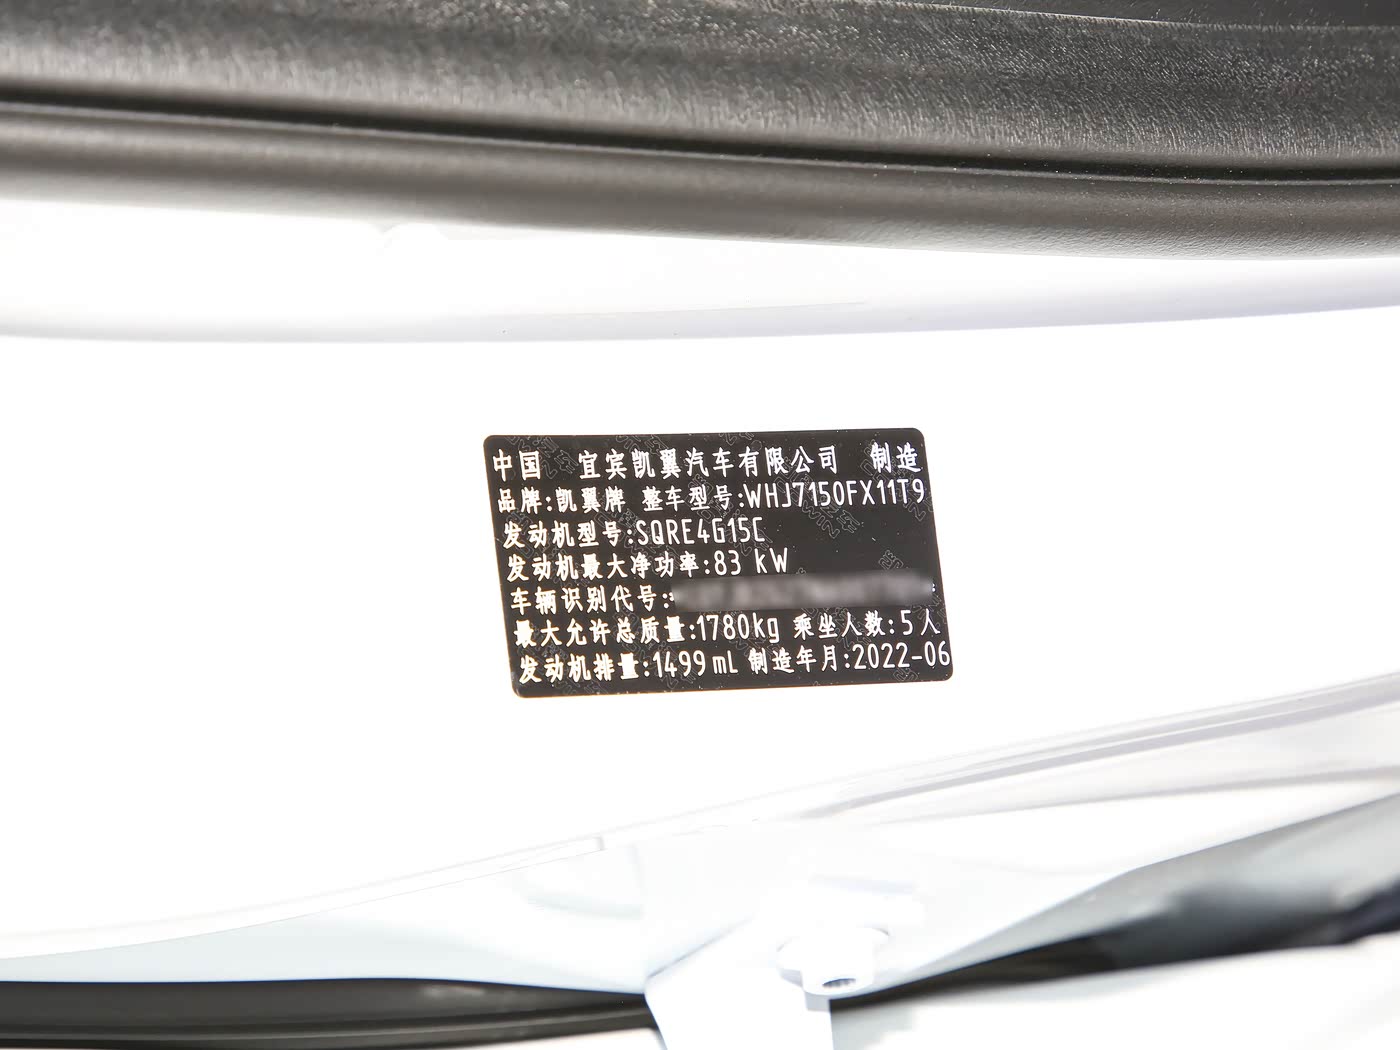 中国 宜宾凯翼汽车有限公司 制造
品牌:凯翼牌 整车型号:WHJ7150FX11T9
发动机型号:SQRE4G15C
发动机最大净功率:83 kW
车辆识别代号:
最大允许总质量:1780kg 乘坐人数:5人
发动机排量:1499mL 制造年月:2022-06